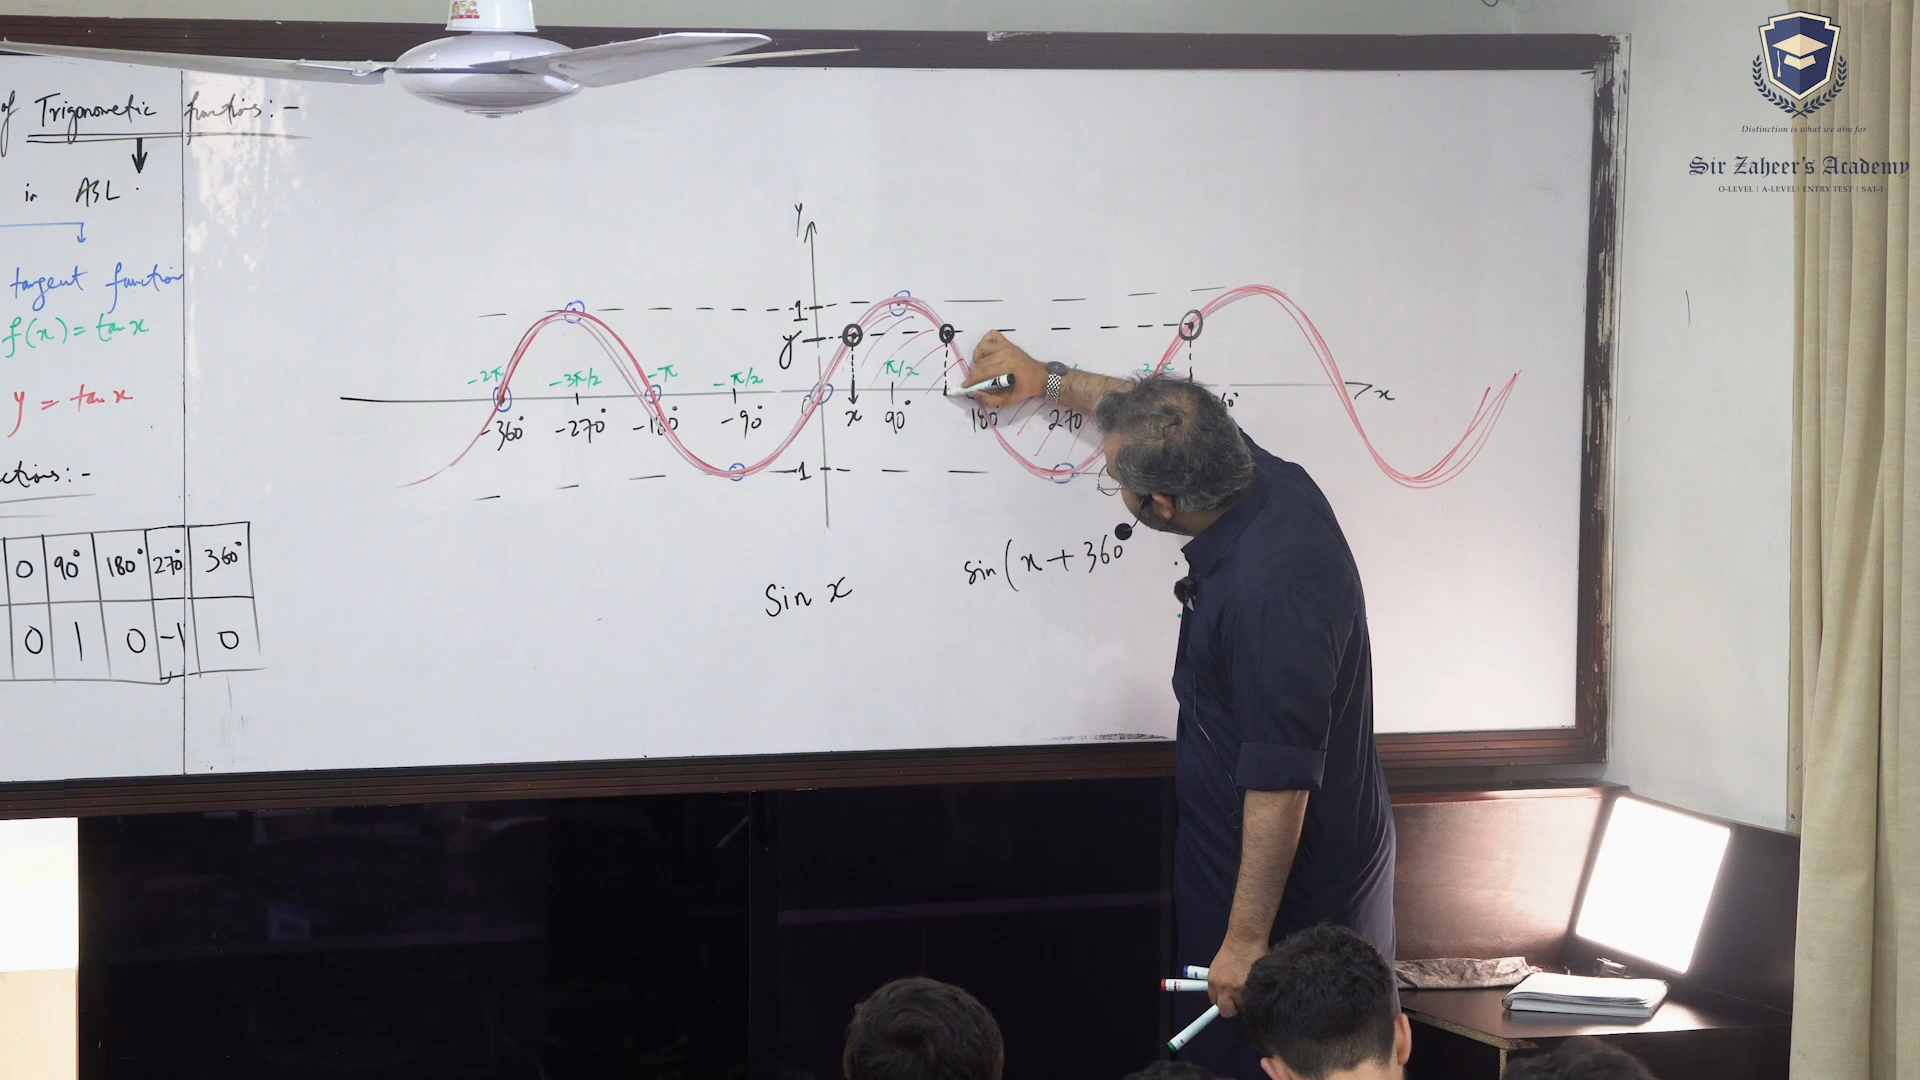 of Trigonometric functions:-
in ASL.
tangent function
f(x) = tan x
y = tan x
ctions:-
0 90° 180° 270° 360°
0 1 0 -1 0
y
1
y
-2π -3π/2 -π -π/2 π/2
x
-360° -270° -180° -90° x 90° 180° 270
-1
Sin x
sin(x+360°
Distinction is what we aim for
Sir Zaheer's Academy
O-LEVEL | A-LEVEL | ENTRY TEST | SAT-I